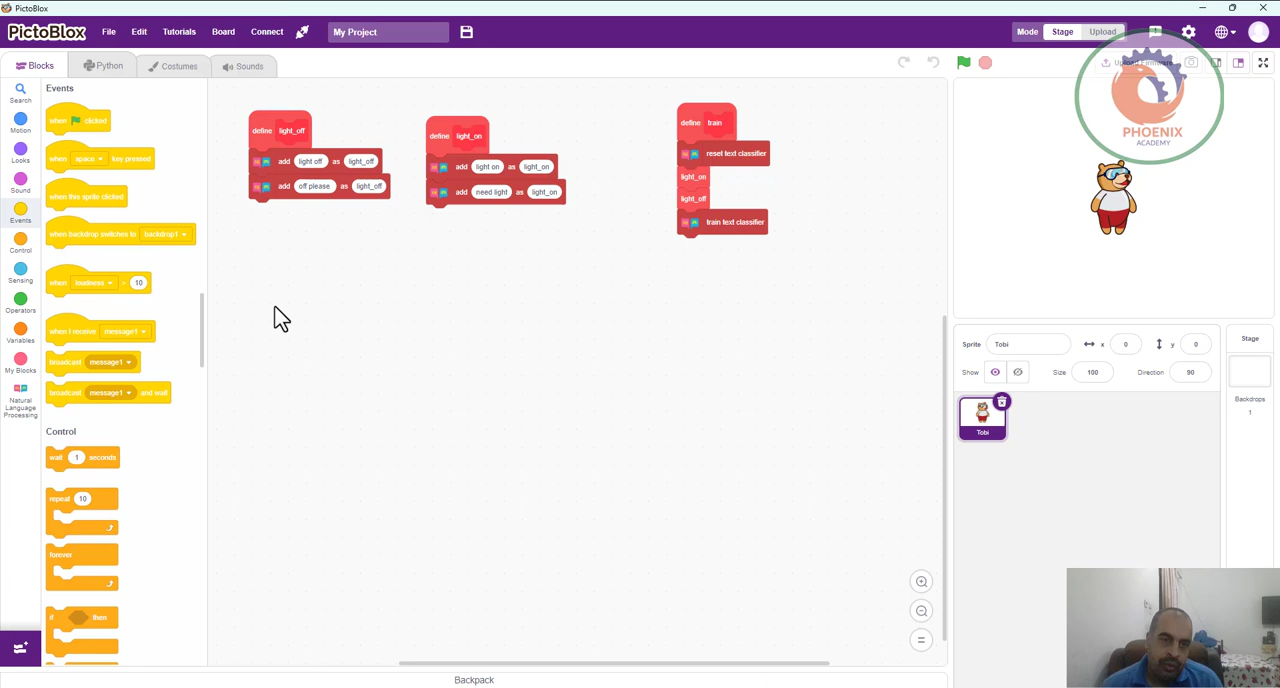 PictoBlox
PictoBlox
File
Edit
Tutorials
Board
Connect
My Project
Mode
Stage
Upload
Blocks
Python
Costumes
Sounds
Upload Firmware
PHOENIX
ACADEMY
Search
Motion
Looks
Sound
Events
Control
Sensing
Operators
Variables
My Blocks
Natural
Language
Processing
Events
when clicked
when space key pressed
when this sprite clicked
when backdrop switches to backdrop1
when loudness > 10
when I receive message1
broadcast message1
broadcast message1 and wait
Control
wait 1 seconds
repeat 10
forever
if then
define light_off
add light off as light_off
add off please as light_off
define light_on
add light on as light_on
add need light as light_on
define train
reset text classifier
light_on
light_off
train text classifier
Sprite Tobi x 0 y 0
Show Size 100 Direction 90
Tobi
Stage
Backdrops
1
Backpack